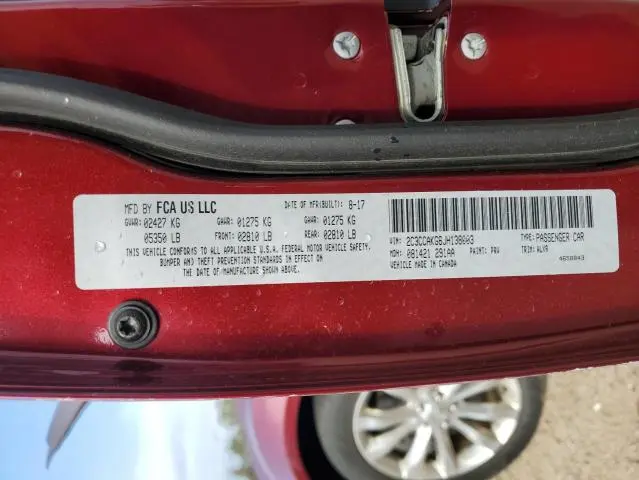 MFD BY FCA US LLC DATE OF MFR(BUILT): 8-17
GVWR: 02427 KG GAWR: 01275 KG GAWR: 01275 KG
05350 LB FRONT: 02810 LB REAR: 02810 LB
THIS VEHICLE CONFORMS TO ALL APPLICABLE U.S.A. FEDERAL MOTOR VEHICLE SAFETY,
BUMPER AND THEFT PREVENTION STANDARDS IN EFFECT ON
THE DATE OF MANUFACTURE SHOWN ABOVE.
VIN: 2C3CCAKG6JH138003 TYPE: PASSENGER CAR
MDH: 081421 291AA PAINT: PRV TRIM: ALX9
VEHICLE MADE IN CANADA 4658843